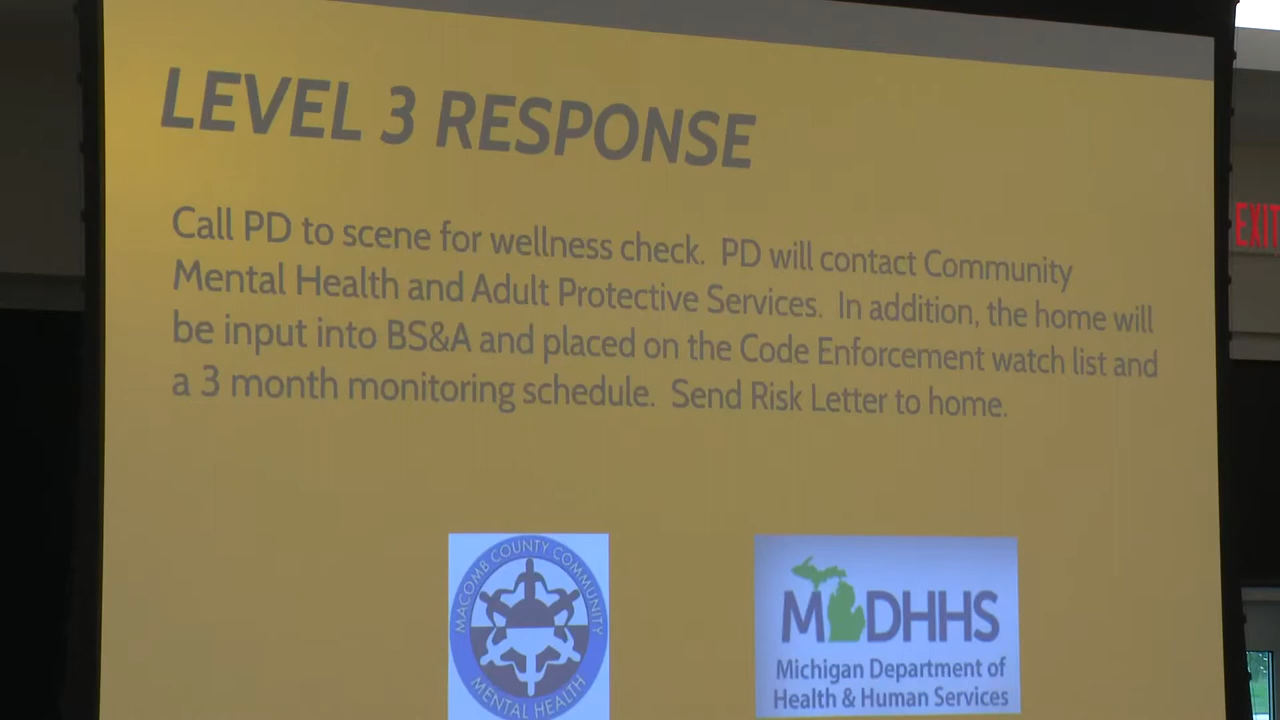 LEVEL 3 RESPONSE
Call PD to scene for wellness check. PD will contact Community
Mental Health and Adult Protective Services. In addition, the home will
be input into BS&A and placed on the Code Enforcement watch list and
a 3 month monitoring schedule. Send Risk Letter to home.
EXIT
MACOMB COUNTY COMMUNITY
MENTAL HEALTH
M DHHS
Michigan Department of
Health & Human Services